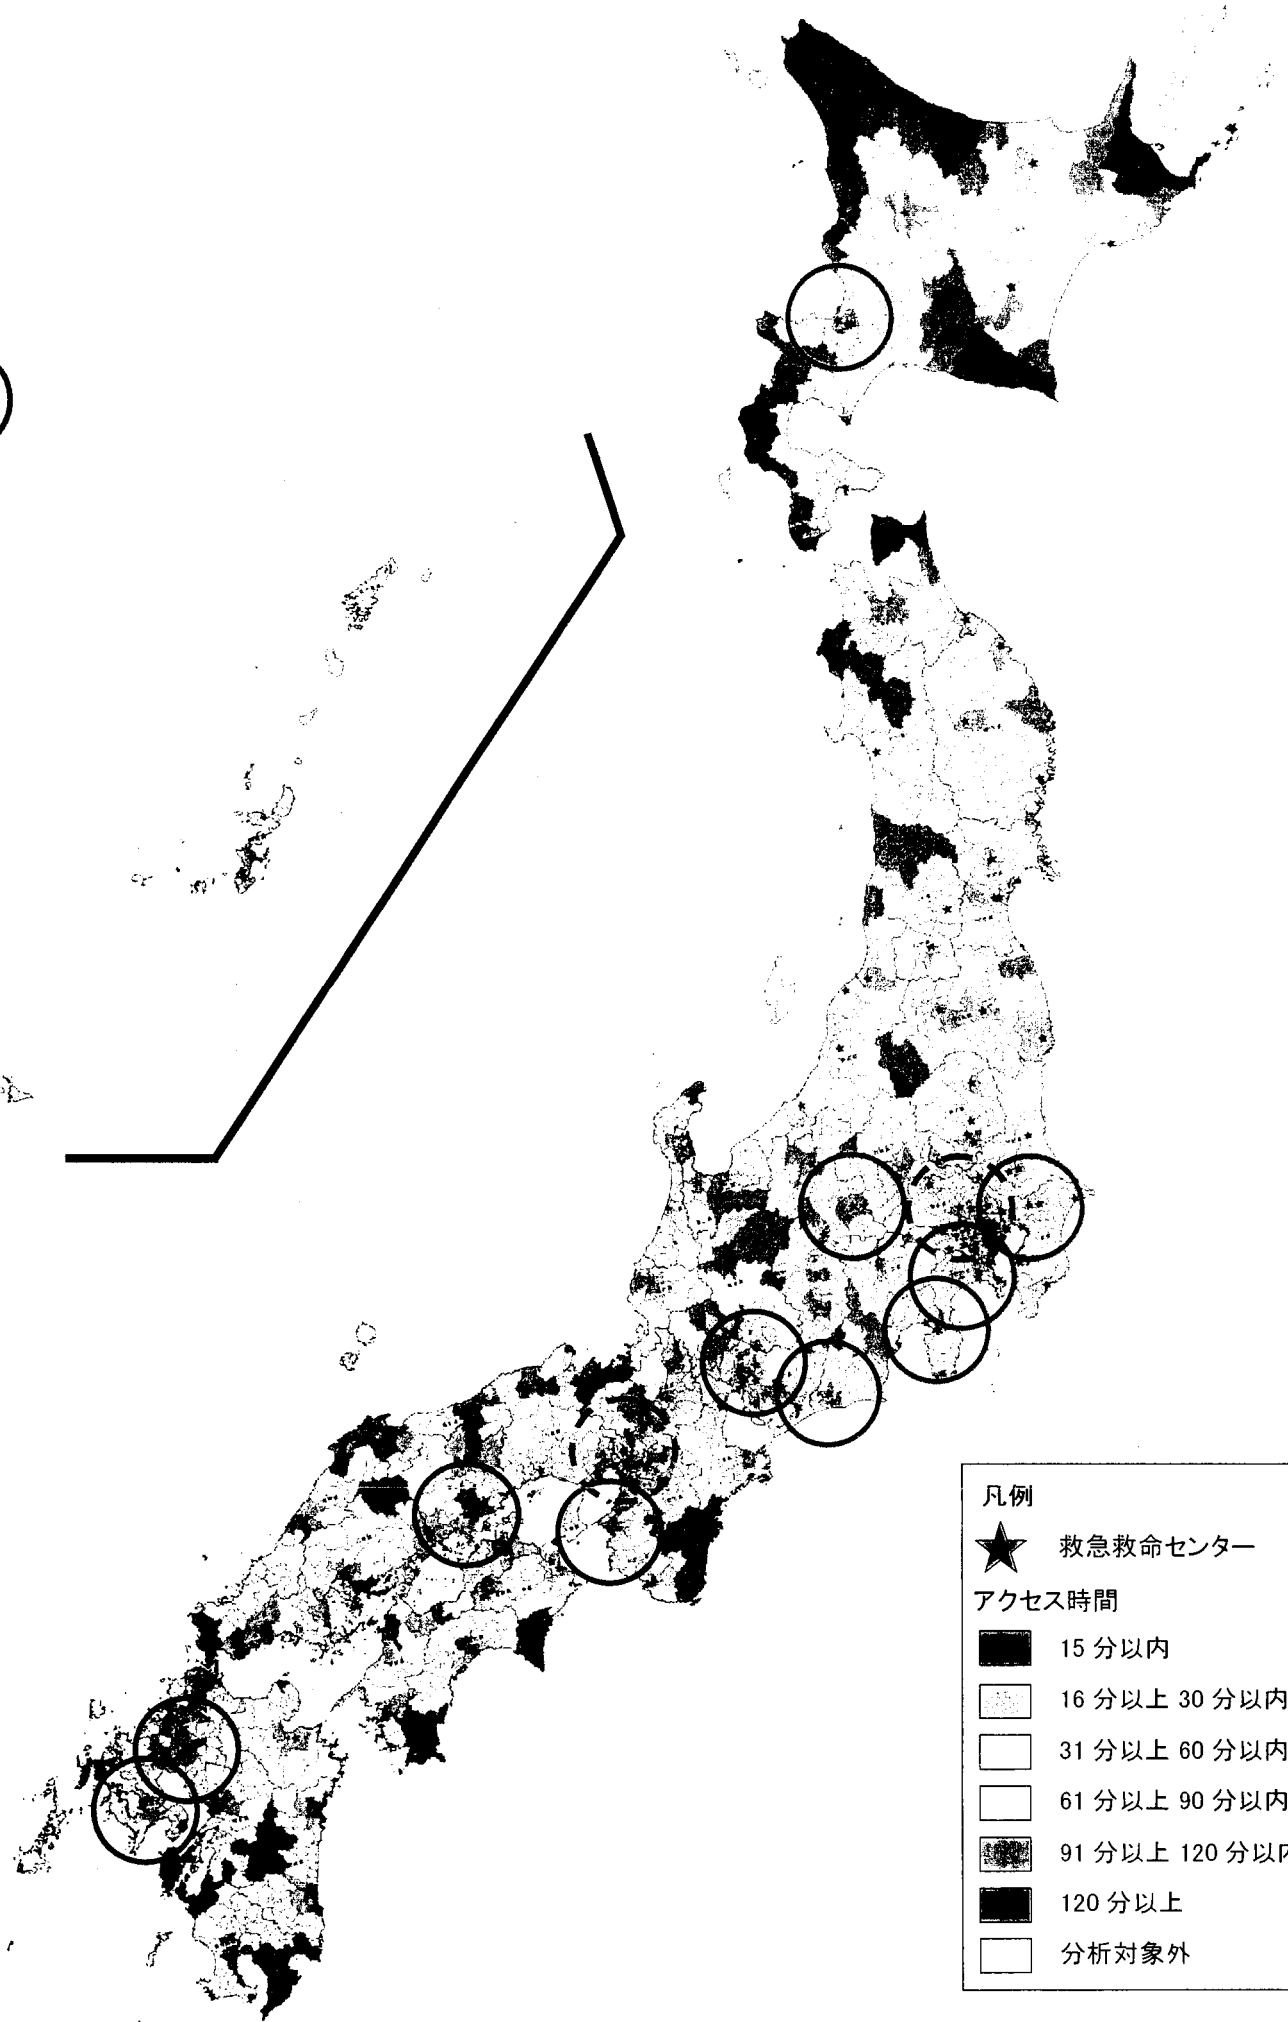 凡例
救急救命センター
アクセス時間
15 分以内
16 分以上 30 分以内
31 分以上 60 分以内
61 分以上 90 分以内
91 分以上 120 分以内
120 分以上
分析対象外